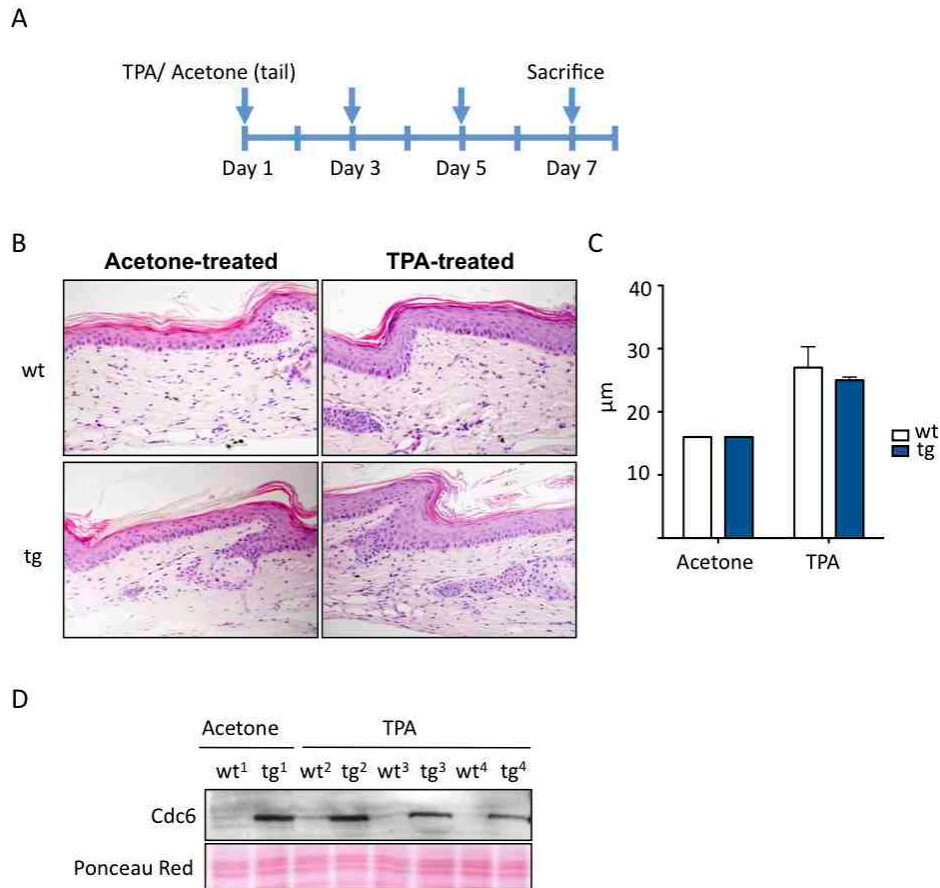 A
TPA/ Acetone (tail)
Sacrifice
Day 1
Day 3
Day 5
Day 7
B
Acetone-treated
TPA-treated
wt
tg
C
40
30
20
10
µm
Acetone
TPA
wt
tg
D
Acetone
TPA
wt¹ tg¹ wt² tg² wt³ tg³ wt⁴ tg⁴
Cdc6
Ponceau Red